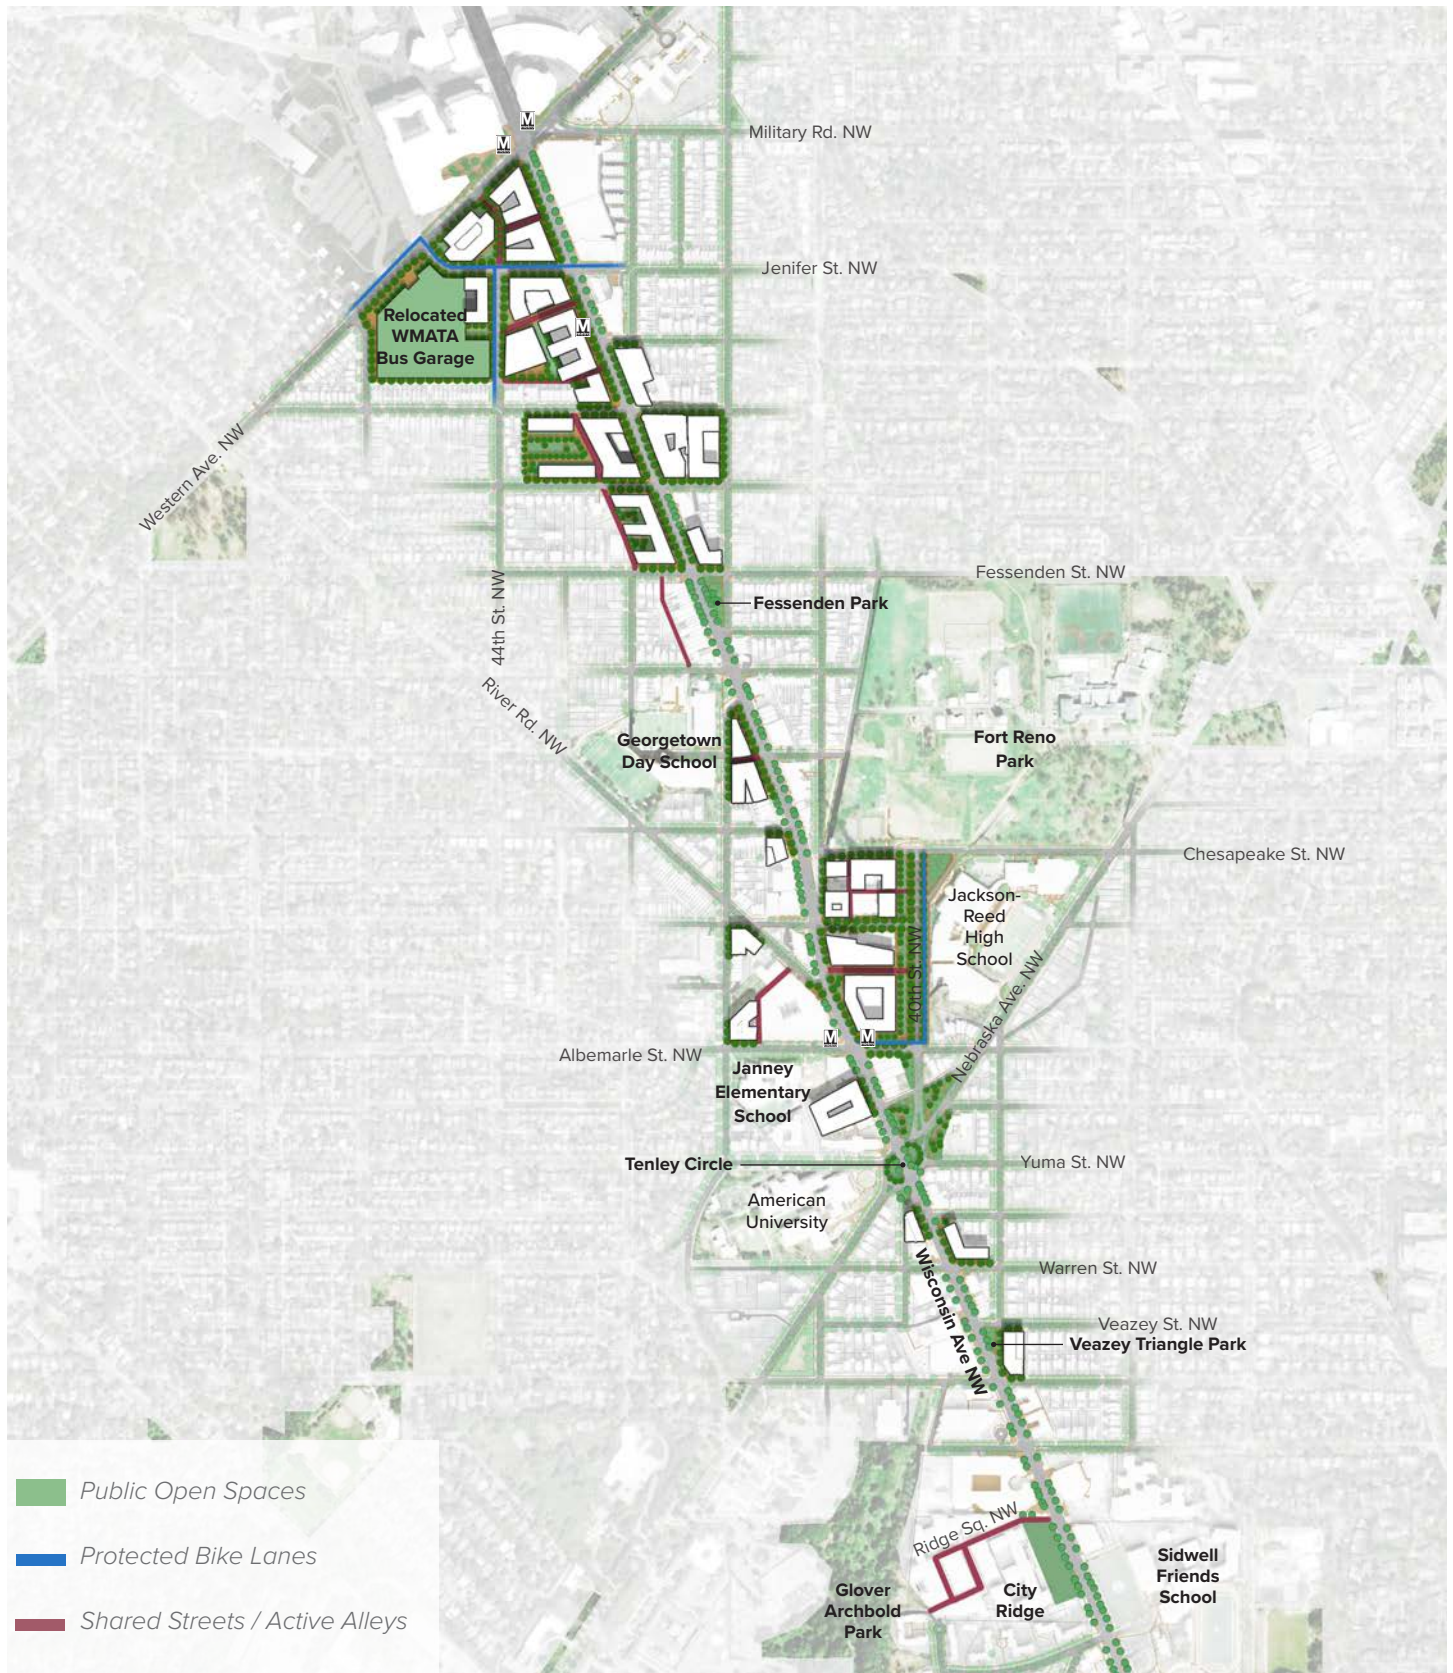 M
M
Military Rd. NW
Jenifer St. NW
Relocated
WMATA
Bus Garage
M
Western Ave. NW
Fessenden St. NW
44th St. NW
Fessenden Park
River Rd. NW
Georgetown
Day School
Fort Reno
Park
Chesapeake St. NW
Jackson-
Reed
High
School
40th St. NW
Nebraska Ave. NW
M
M
Albemarle St. NW
Janney
Elementary
School
Tenley Circle
Yuma St. NW
American
University
Wisconsin Ave NW
Warren St. NW
Veazey St. NW
Veazey Triangle Park
Public Open Spaces
Protected Bike Lanes
Shared Streets / Active Alleys
Ridge Sq. NW
Glover
Archbold
Park
City
Ridge
Sidwell
Friends
School